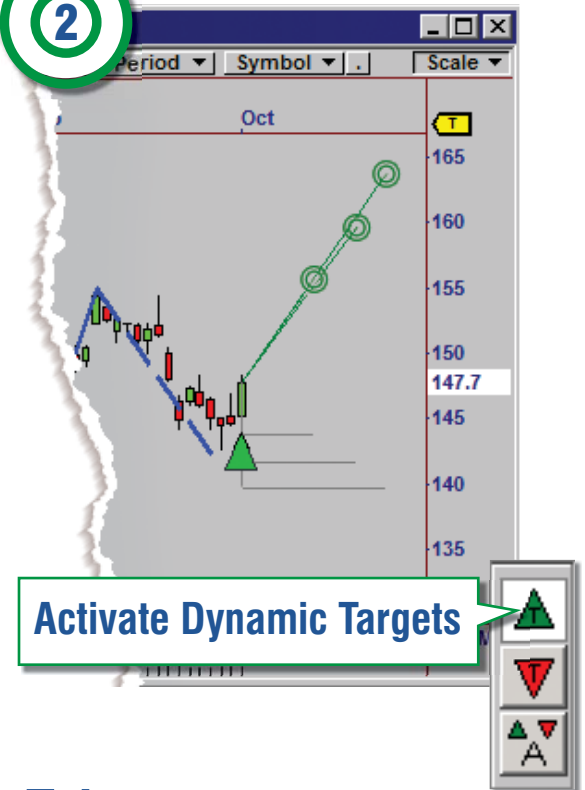 2
Period Symbol . Scale
Oct
T
165
160
155
150
147.7
145
140
135
Activate Dynamic Targets
T
T
A